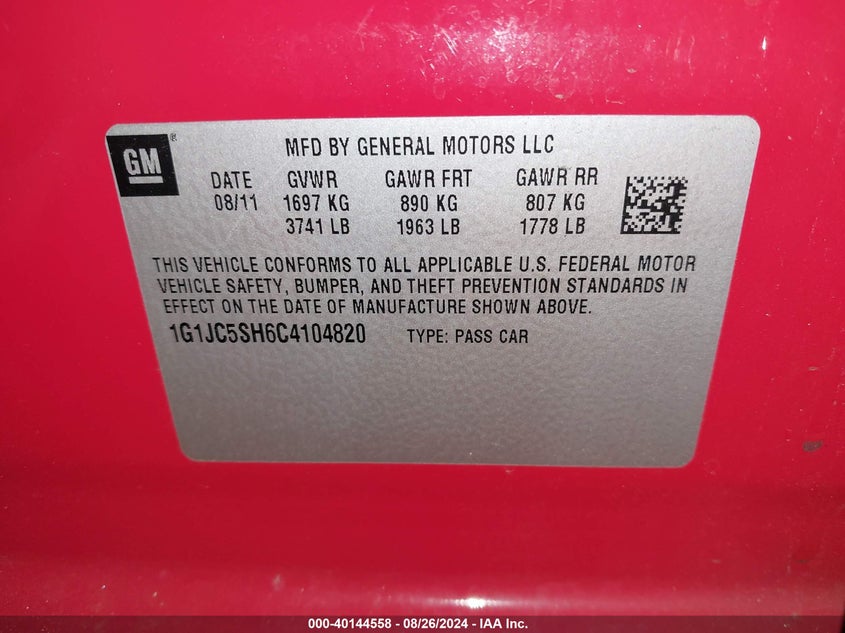 GM®
MFD BY GENERAL MOTORS LLC
DATE GVWR GAWR FRT GAWR RR
08/11 1697 KG 890 KG 807 KG
3741 LB 1963 LB 1778 LB
THIS VEHICLE CONFORMS TO ALL APPLICABLE U.S. FEDERAL MOTOR
VEHICLE SAFETY, BUMPER, AND THEFT PREVENTION STANDARDS IN
EFFECT ON THE DATE OF MANUFACTURE SHOWN ABOVE.
1G1JC5SH6C4104820 TYPE: PASS CAR
000-40144558 - 08/26/2024 - IAA Inc.